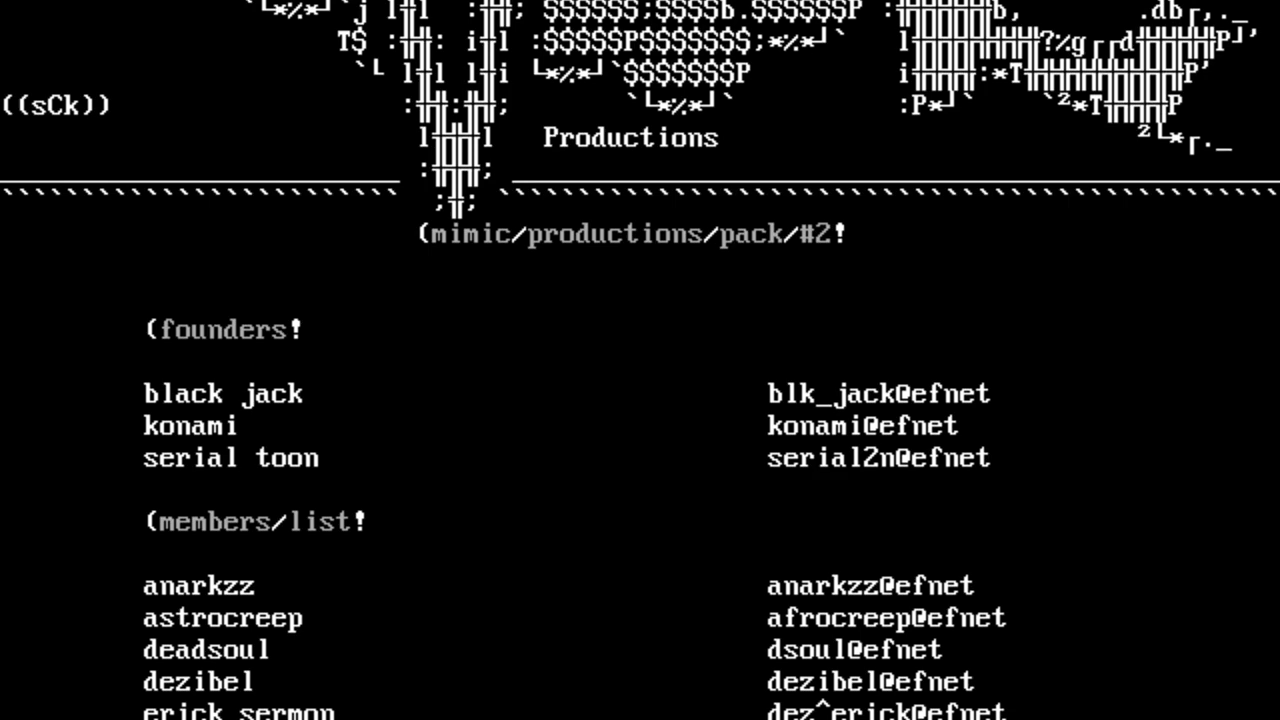 ((sCk))
Productions
(mimic/productions/pack/#2!
(founders!
black jack blk_jack@efnet
konami konami@efnet
serial toon serial2n@efnet
(members/list!
anarkzz anarkzz@efnet
astrocreep afrocreep@efnet
deadsoul dsoul@efnet
dezibel dezibel@efnet
erick sermon dez^erick@efnet